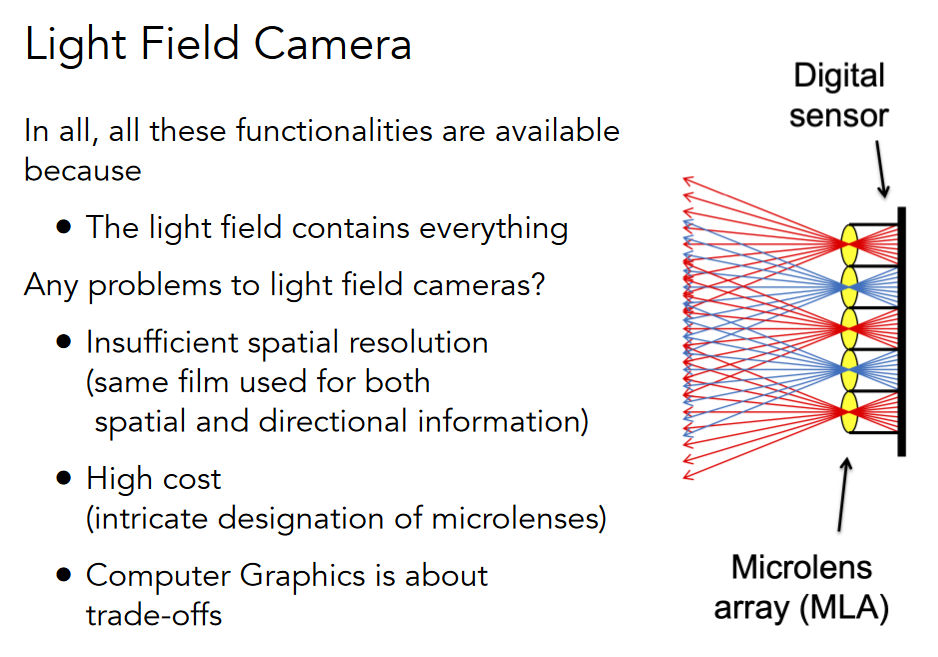 Light Field Camera
In all, all these functionalities are available
because
● The light field contains everything
Any problems to light field cameras?
● Insufficient spatial resolution
(same film used for both
spatial and directional information)
● High cost
(intricate designation of microlenses)
● Computer Graphics is about
trade-offs
Digital
sensor
Microlens
array (MLA)